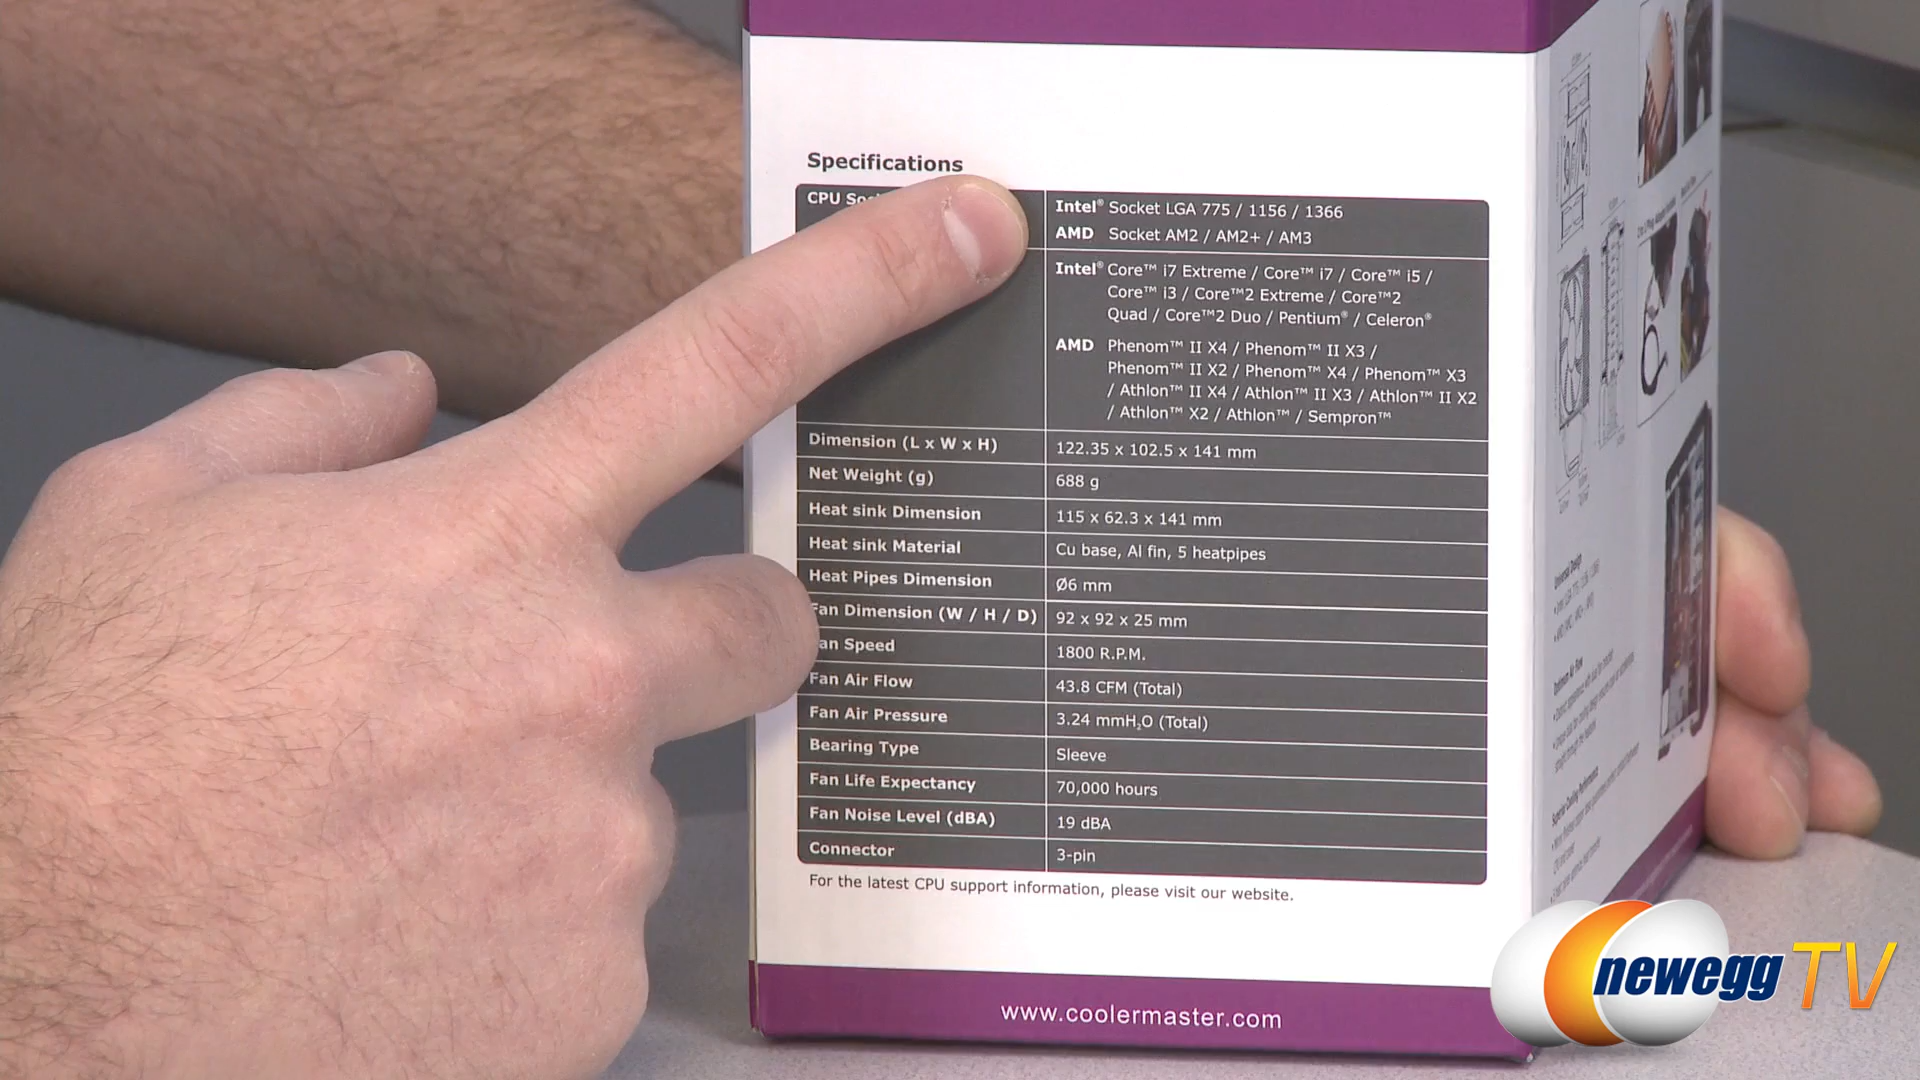 Specifications
CPU
Intel® Socket LGA 775 / 1156 / 1366
AMD Socket AM2 / AM2+ / AM3
Intel® Core™ i7 Extreme / Core™ i7 / Core™ i5 /
Core™ i3 / Core™2 Extreme / Core™2
Quad / Core™2 Duo / Pentium® / Celeron®
AMD Phenom™ II X4 / Phenom™ II X3 /
Phenom™ II X2 / Phenom™ X4 / Phenom™ X3
/ Athlon™ II X4 / Athlon™ II X3 / Athlon™ II X2
/ Athlon™ X2 / Athlon™ / Sempron™
Dimension (L x W x H) 122.35 x 102.5 x 141 mm
Net Weight (g) 688 g
Heat sink Dimension 115 x 62.3 x 141 mm
Heat sink Material Cu base, Al fin, 5 heatpipes
Heat Pipes Dimension Ø6 mm
Fan Dimension (W / H / D) 92 x 92 x 25 mm
Fan Speed 1800 R.P.M.
Fan Air Flow 43.8 CFM (Total)
Fan Air Pressure 3.24 mmH₂O (Total)
Bearing Type Sleeve
Fan Life Expectancy 70,000 hours
Fan Noise Level (dBA) 19 dBA
Connector 3-pin
For the latest CPU support information, please visit our website.
www.coolermaster.com
Universal Design
Optimum Air Flow
newegg TV